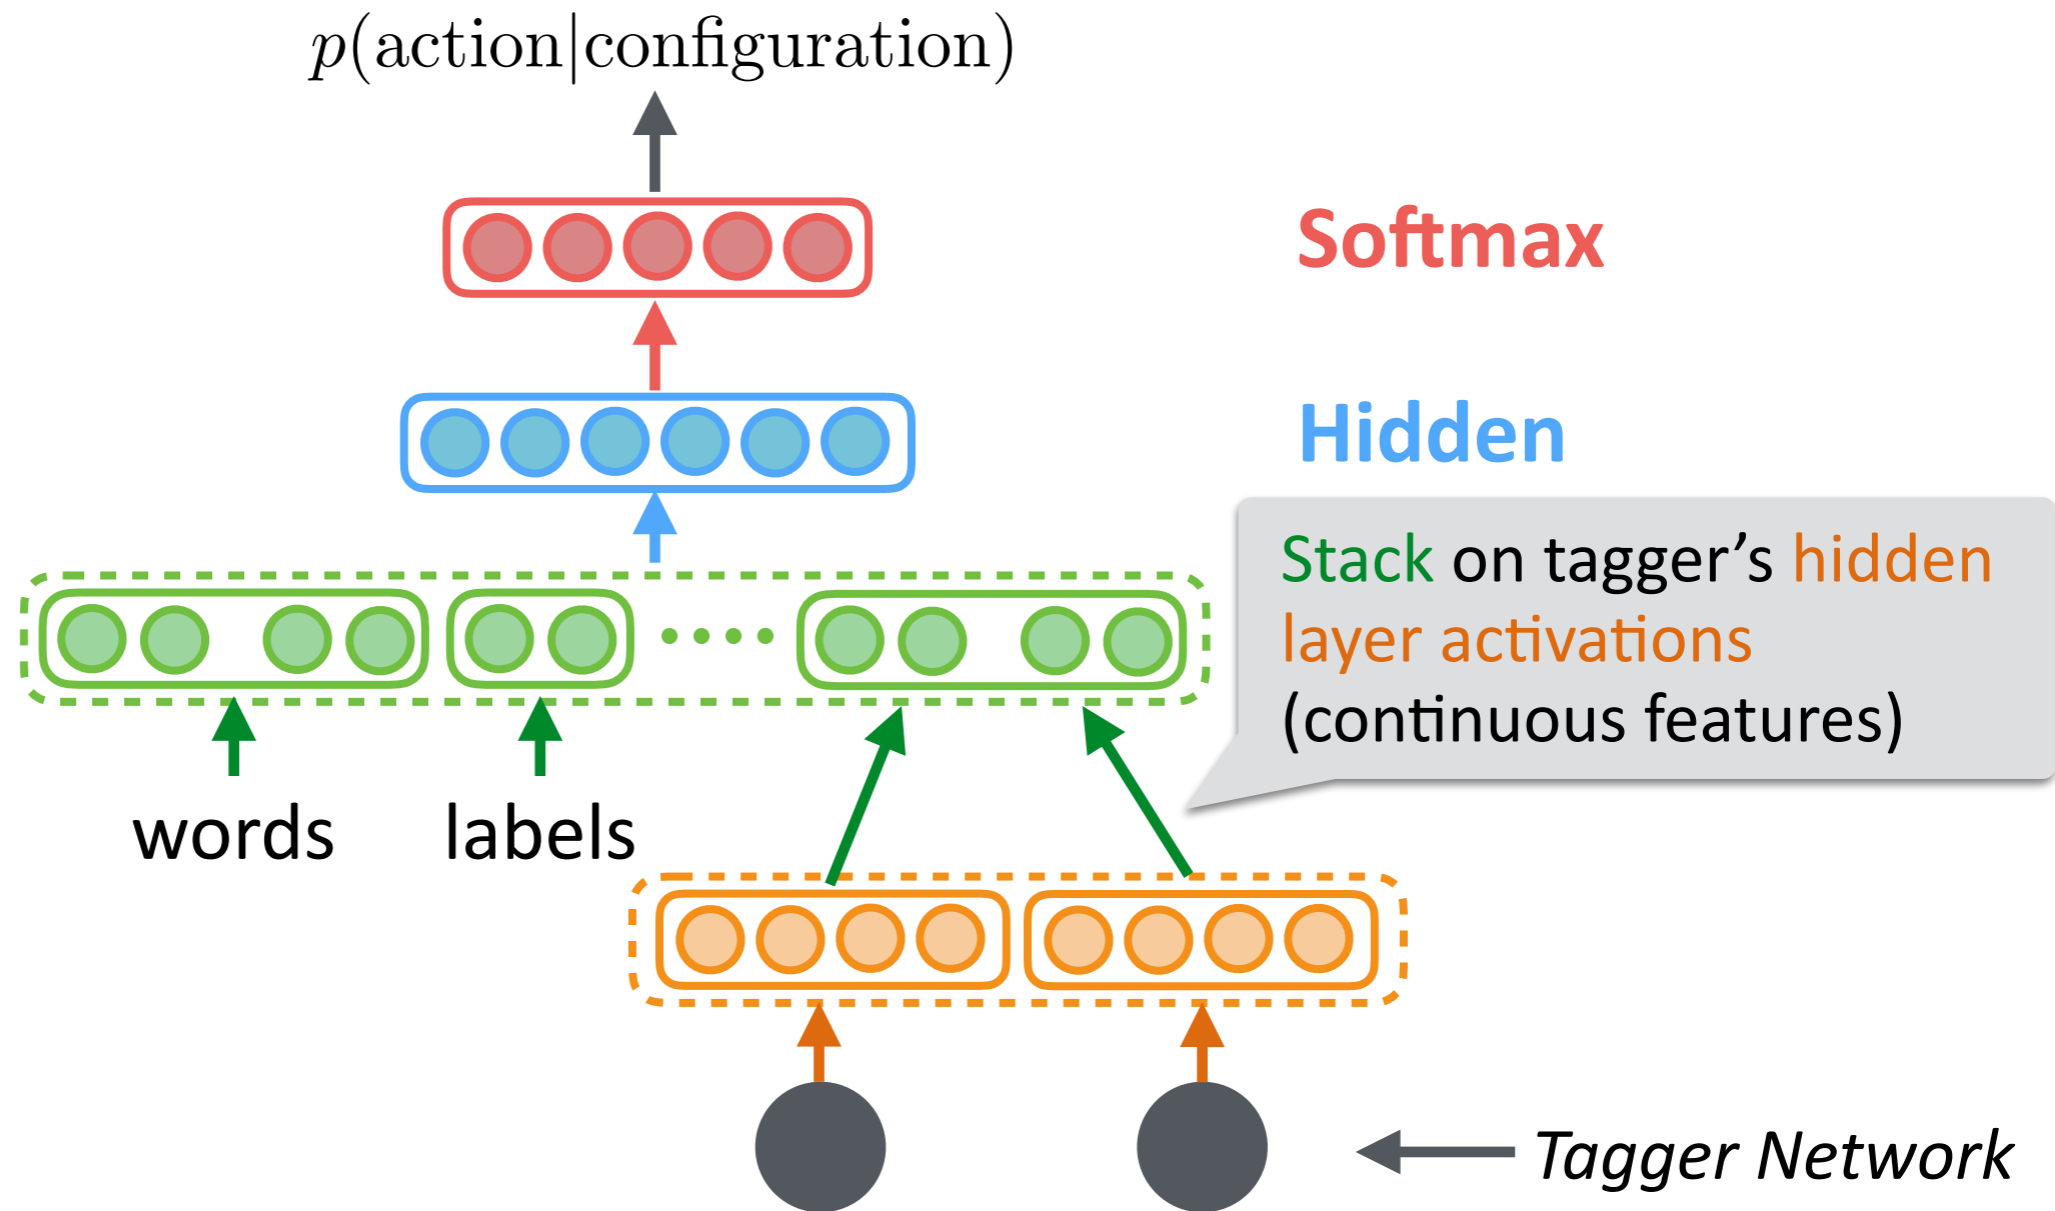 p(action|configuration)
Softmax
Hidden
Stack on tagger’s hidden
layer activations
(continuous features)
words labels
Tagger Network